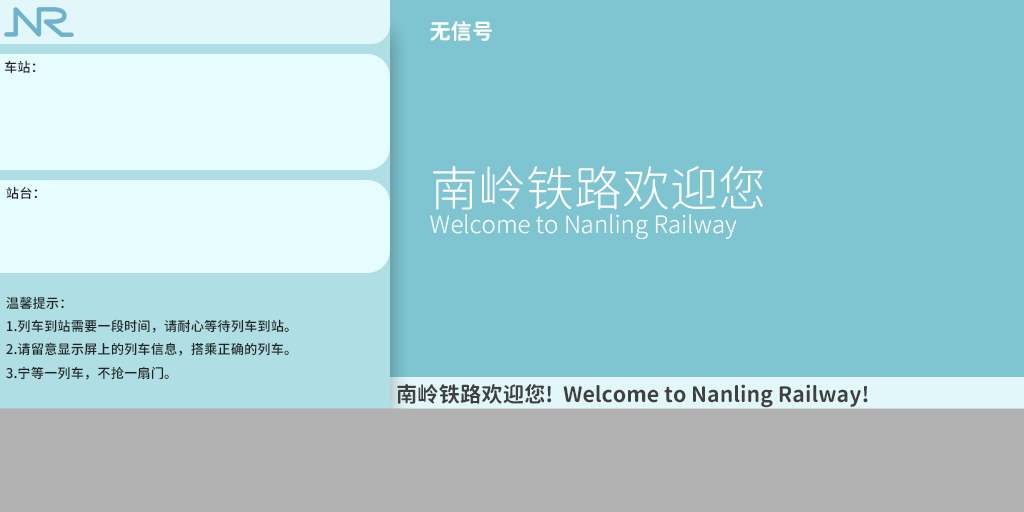 NR
车站：
站台：
温馨提示：
1.列车到站需要一段时间，请耐心等待列车到站。
2.请留意显示屏上的列车信息，搭乘正确的列车。
3.宁等一列车，不抢一扇门。
无信号
南岭铁路欢迎您
Welcome to Nanling Railway
南岭铁路欢迎您！Welcome to Nanling Railway!